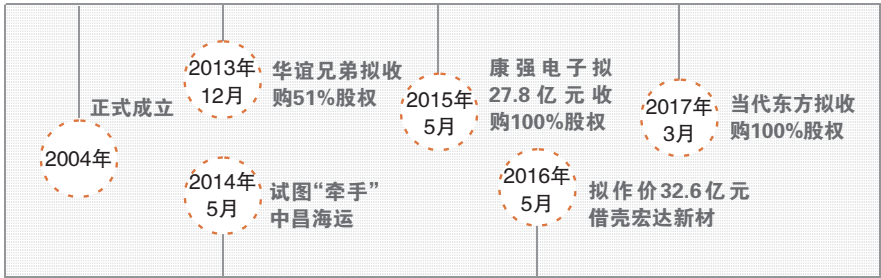 2004年
正式成立
2013年
12月
华谊兄弟拟收
购51%股权
2014年
5月
试图“牵手”
中昌海运
2015年
5月
康强电子拟
27.8亿元收
购100%股权
2016年
5月
拟作价32.6亿元
借壳宏达新材
2017年
3月
当代东方拟收
购100%股权